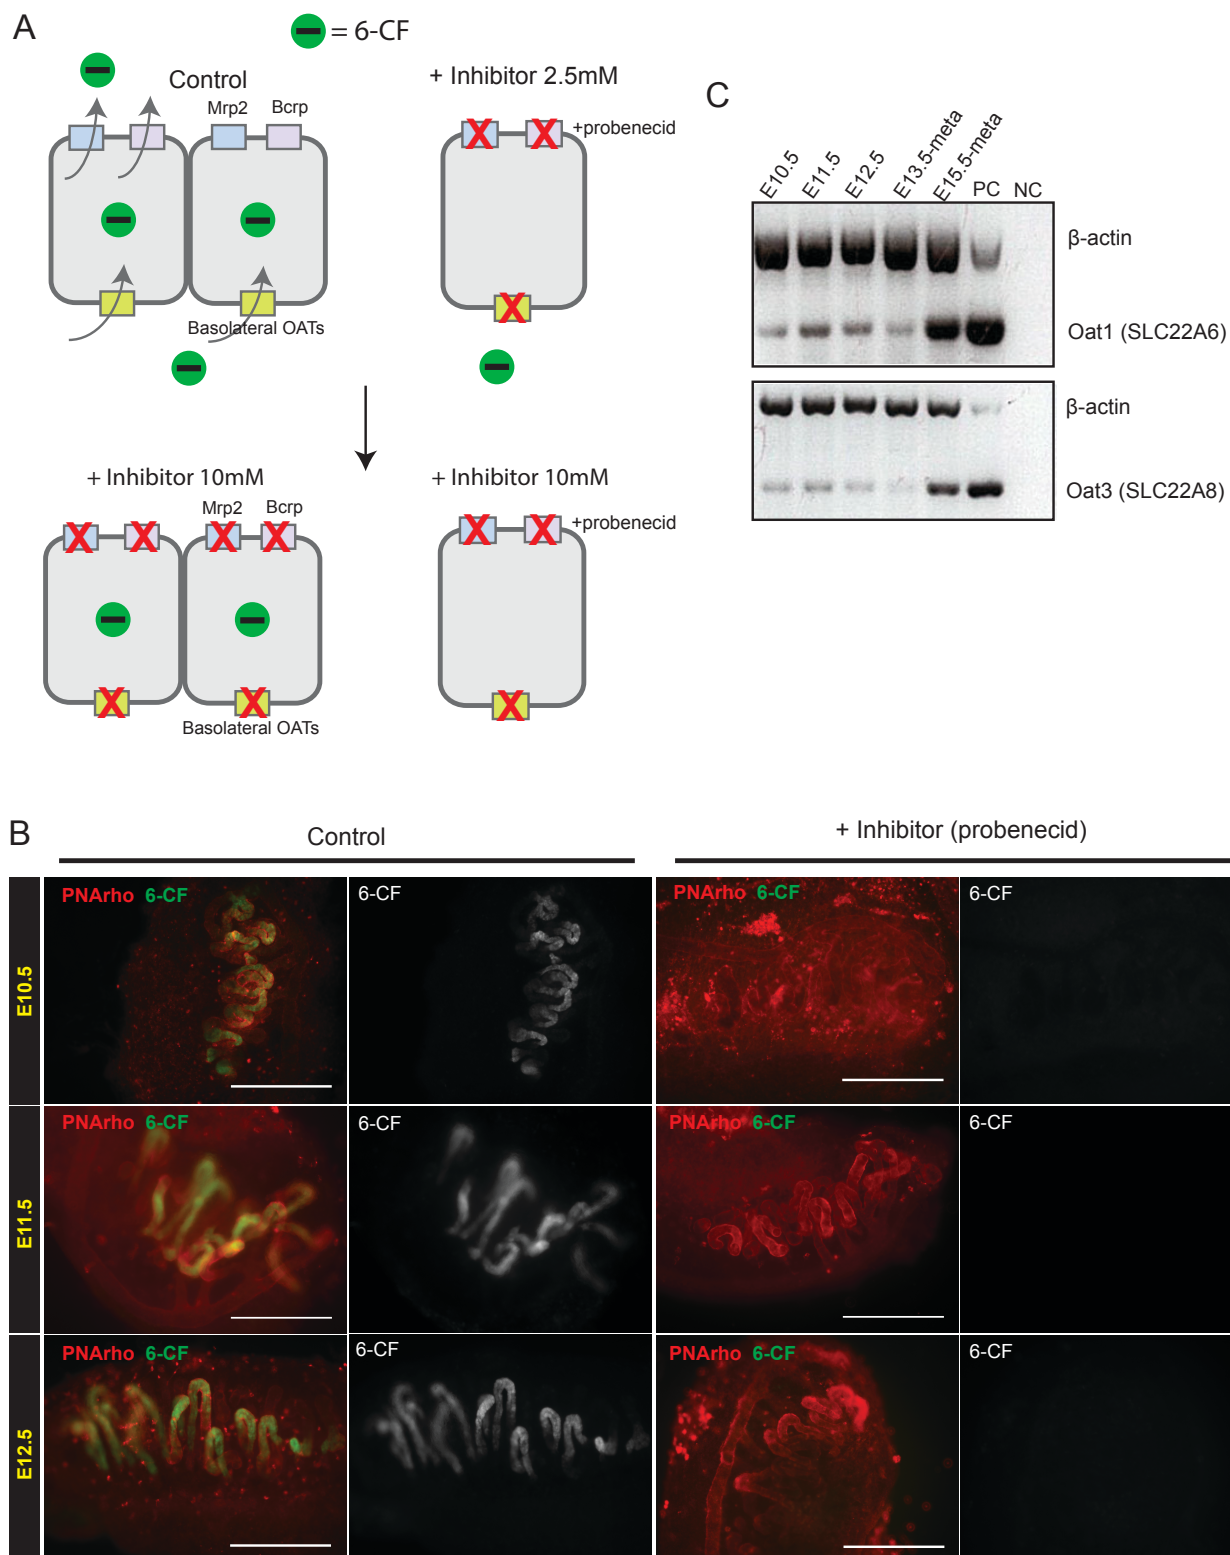 A
= 6-CF
Control
Mrp2 Bcrp
Basolateral OATs
+ Inhibitor 2.5mM
+probenecid
+ Inhibitor 10mM
Mrp2 Bcrp
Basolateral OATs
+ Inhibitor 10mM
+probenecid
C
E10.5 E11.5 E12.5 E13.5-meta E15.5-meta PC NC
β-actin
Oat1 (SLC22A6)
β-actin
Oat3 (SLC22A8)
B
Control
+ Inhibitor (probenecid)
E10.5
PNArho 6-CF
6-CF
PNArho 6-CF
6-CF
E11.5
PNArho 6-CF
6-CF
PNArho 6-CF
6-CF
E12.5
PNArho 6-CF
6-CF
PNArho 6-CF
6-CF